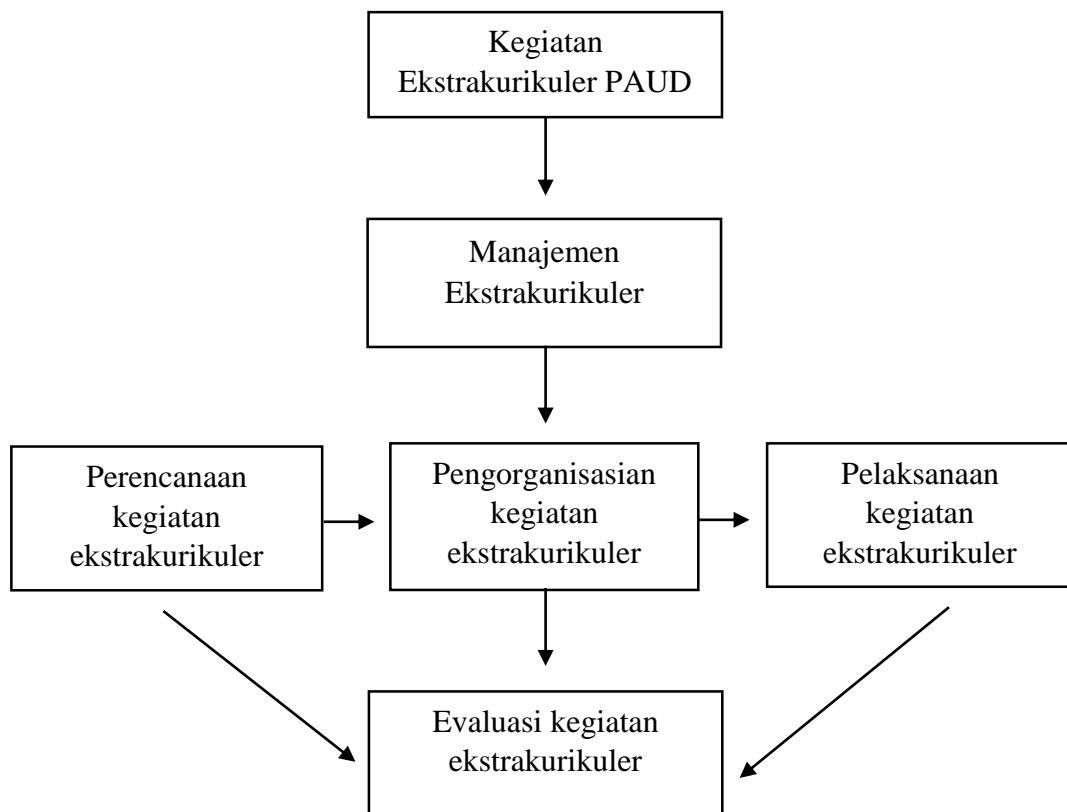 Kegiatan
Ekstrakurikuler PAUD
Manajemen
Ekstrakurikuler
Perencanaan
kegiatan
ekstrakurikuler
Pengorganisasian
kegiatan
ekstrakurikuler
Pelaksanaan
kegiatan
ekstrakurikuler
Evaluasi kegiatan
ekstrakurikuler